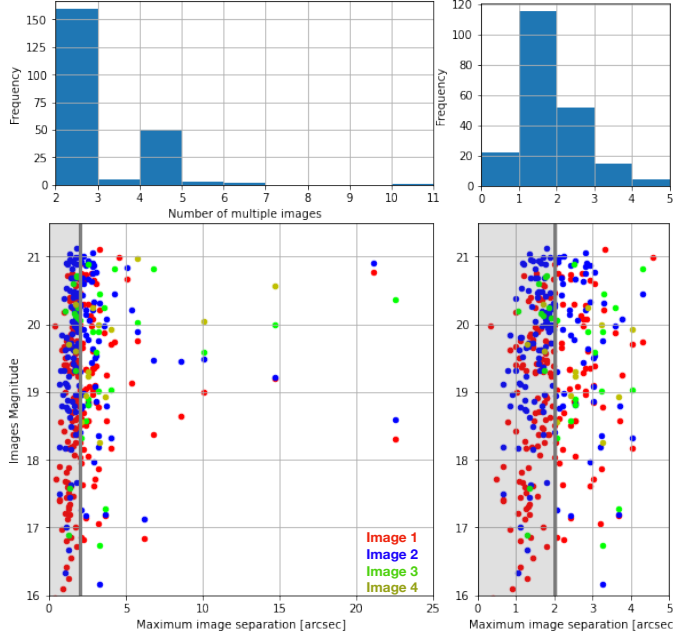 Frequency
150
125
100
75
50
25
0
2 3 4 5 6 7 8 9 10 11
Number of multiple images
Frequency
120
100
80
60
40
20
0
0 1 2 3 4 5
Images Magnitude
21
20
19
18
17
16
0 5 10 15 20 25
Maximum image separation [arcsec]
Image 1
Image 2
Image 3
Image 4
21
20
19
18
17
16
0 1 2 3 4 5
Maximum image separation [arcsec]